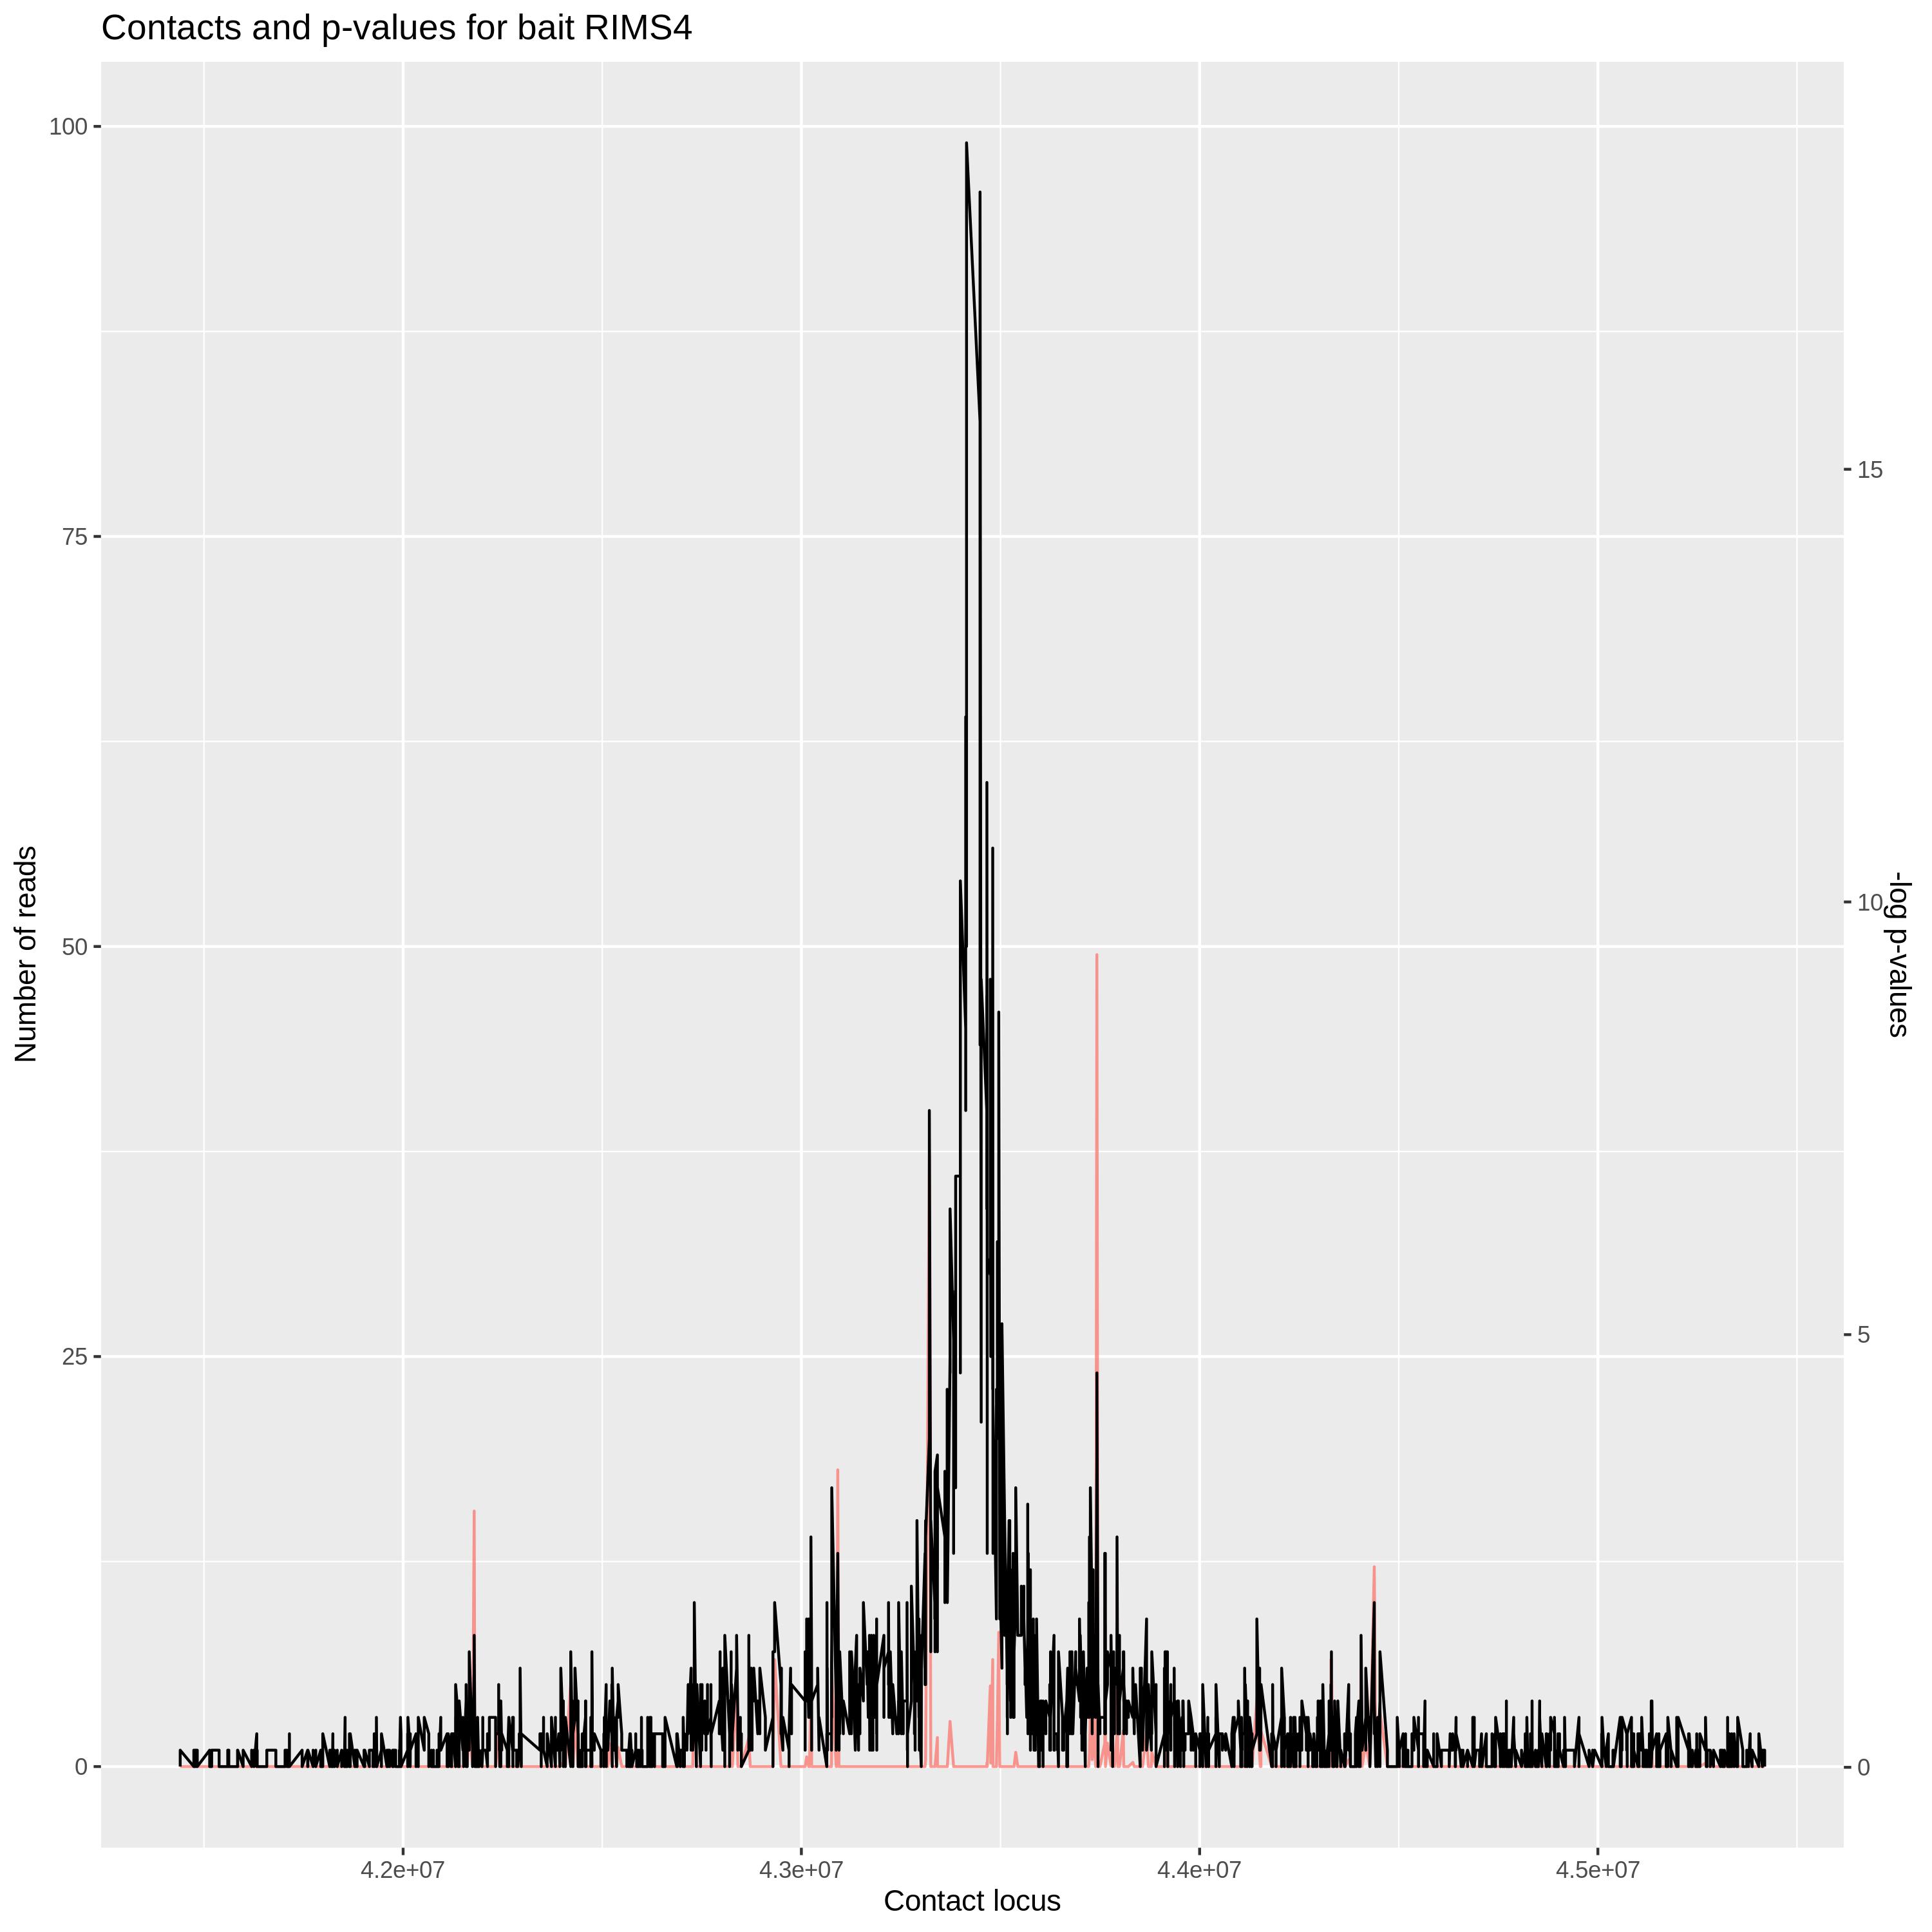 Contacts and p-values for bait RIMS4
100
75
50
25
0
Number of reads
15
10
5
0
-log p-values
4.2e+07
4.3e+07
4.4e+07
4.5e+07
Contact locus